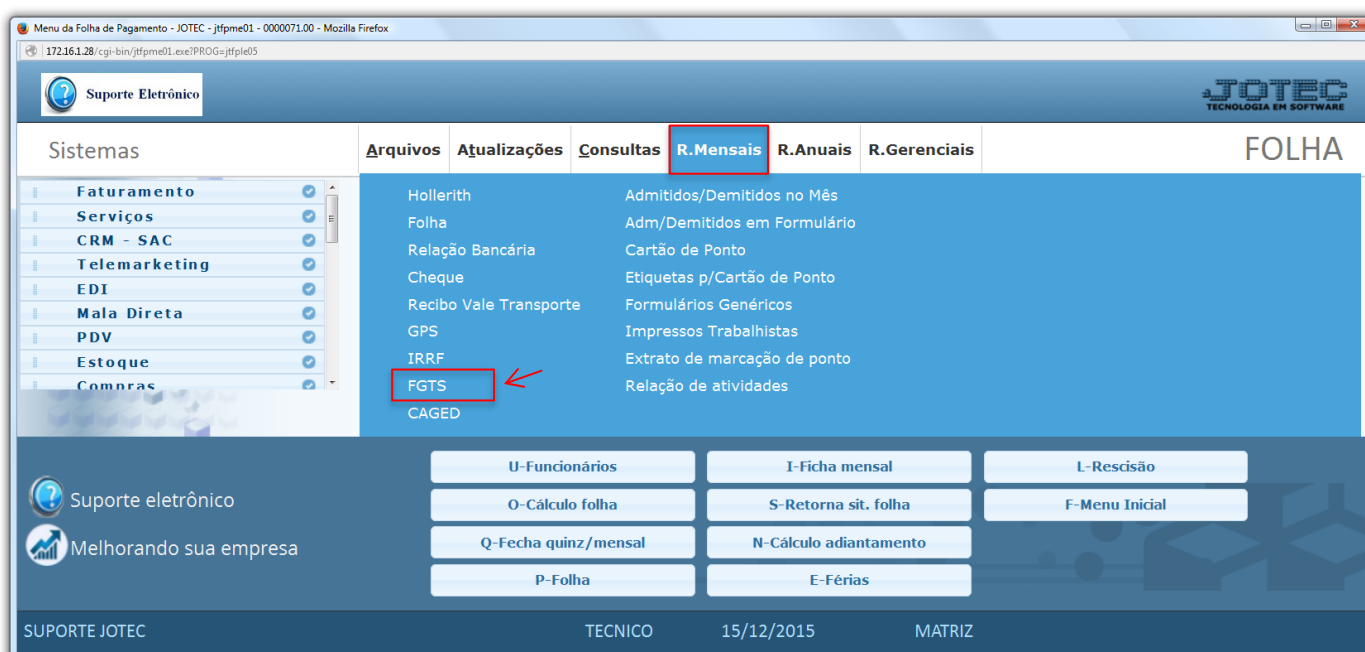 Menu da Folha de Pagamento - JOTEC - jtfpme01 - 0000071.00 - Mozilla Firefox
172.16.1.28/cgi-bin/jtfpme01.exe?PROG=jtfple05
Suporte Eletrônico
JOTEC
TECNOLOGIA EM SOFTWARE
Sistemas
Arquivos Atualizações Consultas R.Mensais R.Anuais R.Gerenciais
FOLHA
Faturamento
Serviços
CRM - SAC
Telemarketing
EDI
Mala Direta
PDV
Estoque
Compras
Hollerith
Folha
Relação Bancária
Cheque
Recibo Vale Transporte
GPS
IRRF
FGTS
CAGED
Admitidos/Demitidos no Mês
Adm/Demitidos em Formulário
Cartão de Ponto
Etiquetas p/Cartão de Ponto
Formulários Genéricos
Impressos Trabalhistas
Extrato de marcação de ponto
Relação de atividades
Suporte eletrônico
Melhorando sua empresa
U-Funcionários I-Ficha mensal L-Rescisão
O-Cálculo folha S-Retorna sit. folha F-Menu Inicial
Q-Fecha quinz/mensal N-Cálculo adiantamento
P-Folha E-Férias
SUPORTE JOTEC TECNICO 15/12/2015 MATRIZ